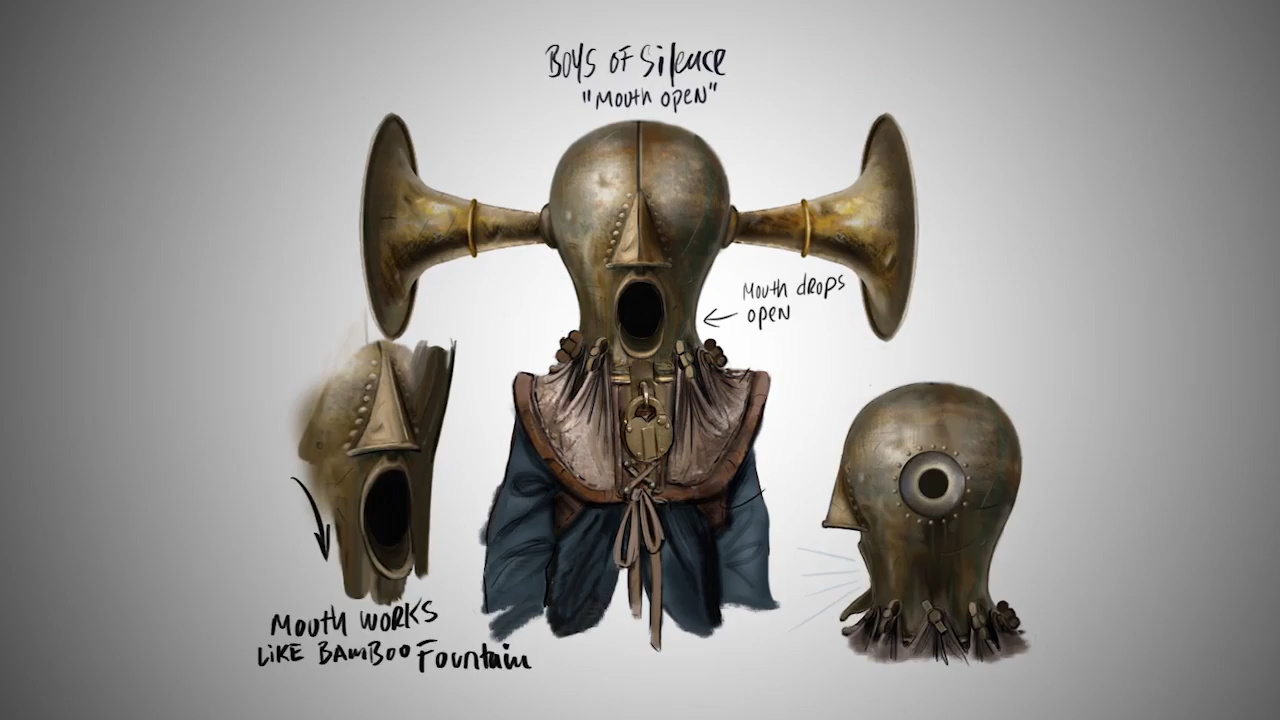 BOYS OF Silence
"Mouth OPEN"
Mouth drops
OPEN
Mouth WORKS
LIKE BAMBOO Fountain